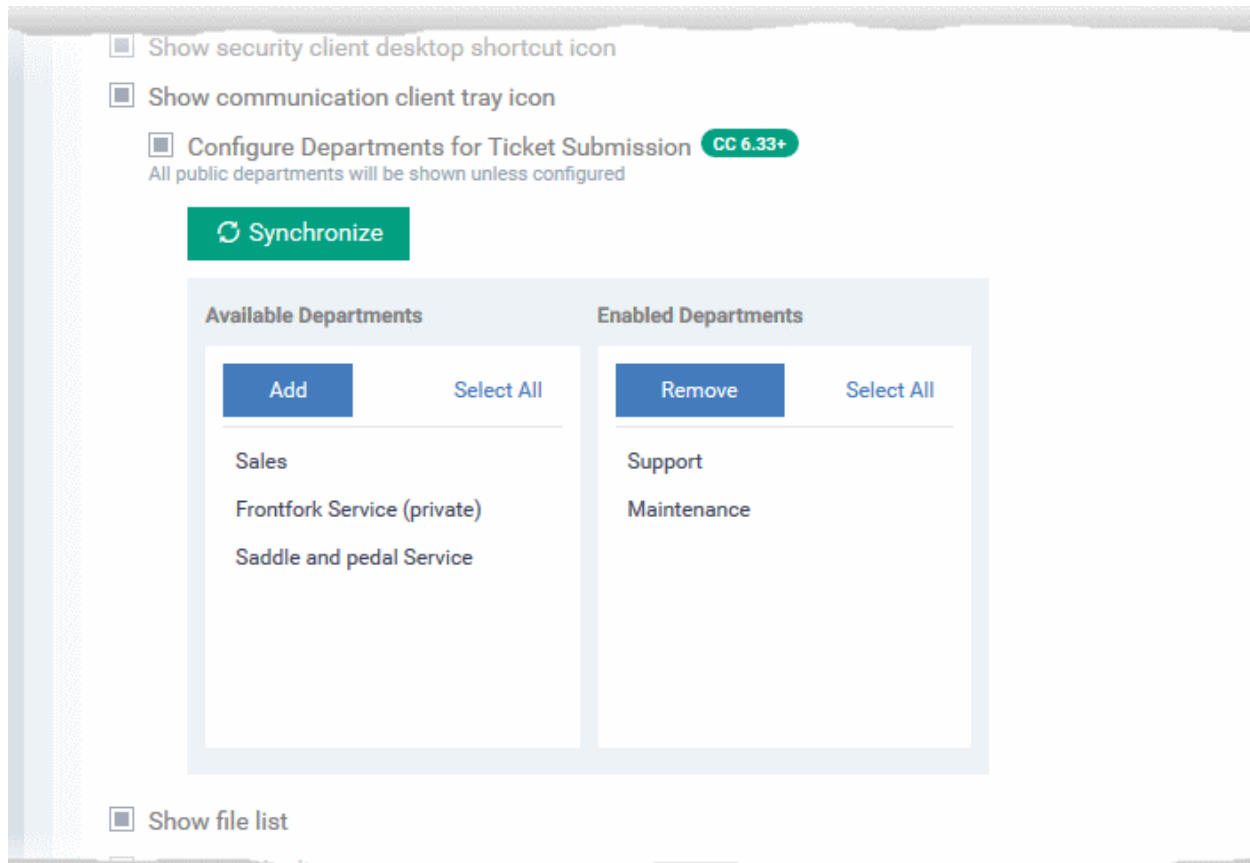 Show security client desktop shortcut icon
Show communication client tray icon
Configure Departments for Ticket Submission CC 6.33+
All public departments will be shown unless configured
Synchronize
Available Departments
Enabled Departments
Add Select All
Remove Select All
Sales
Frontfork Service (private)
Saddle and pedal Service
Support
Maintenance
Show file list